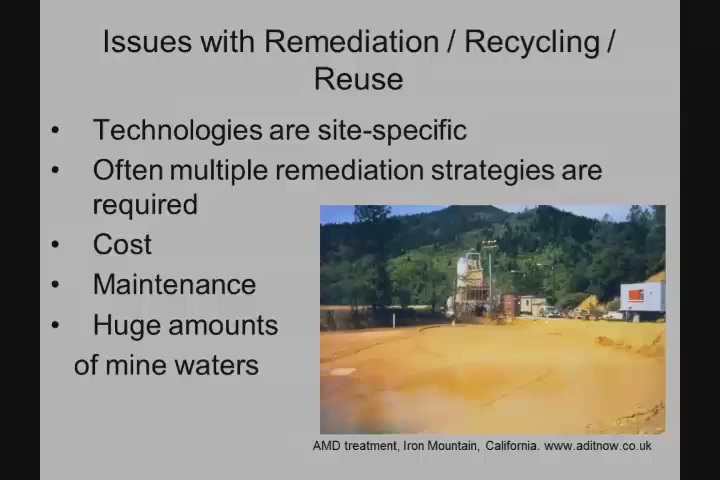 Issues with Remediation / Recycling /
Reuse
• Technologies are site-specific
• Often multiple remediation strategies are
required
• Cost
• Maintenance
• Huge amounts
of mine waters
AMD treatment, Iron Mountain, California. www.aditnow.co.uk